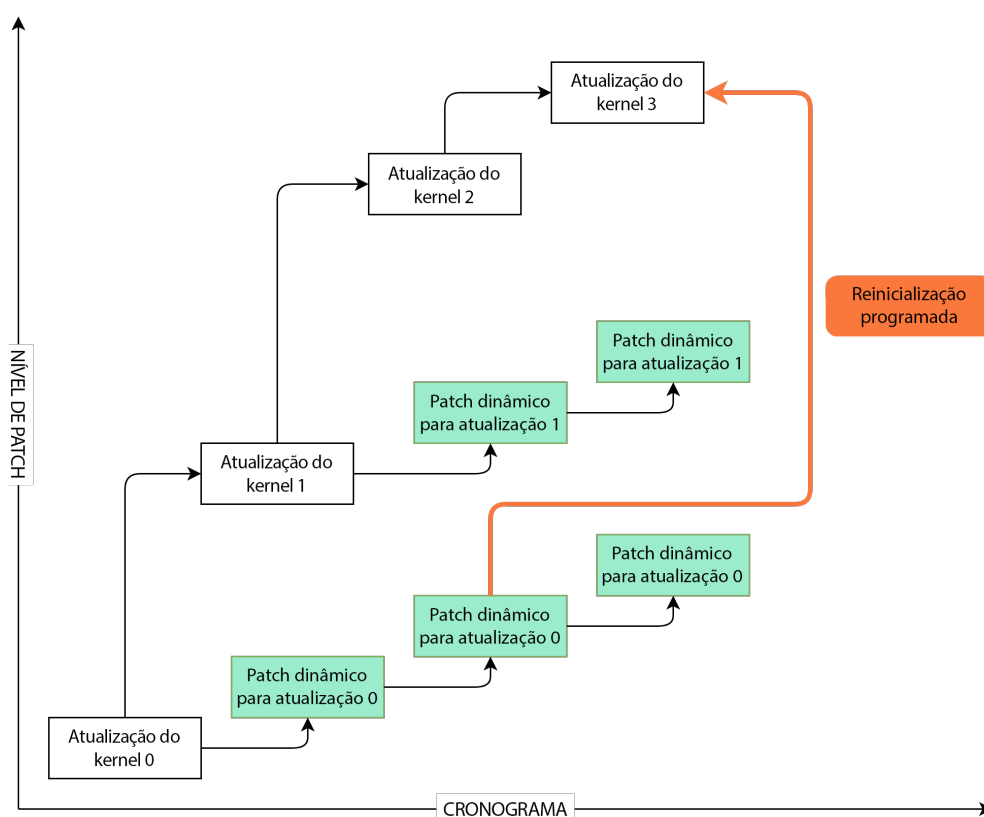 Atualização do
kernel 3
Atualização do
kernel 2
Reinicialização
programada
Patch dinâmico
para atualização 1
NÍVEL DE PATCH
Patch dinâmico
para atualização 1
Atualização do
kernel 1
Patch dinâmico
para atualização 0
Patch dinâmico
para atualização 0
Patch dinâmico
para atualização 0
Atualização do
kernel 0
CRONOGRAMA